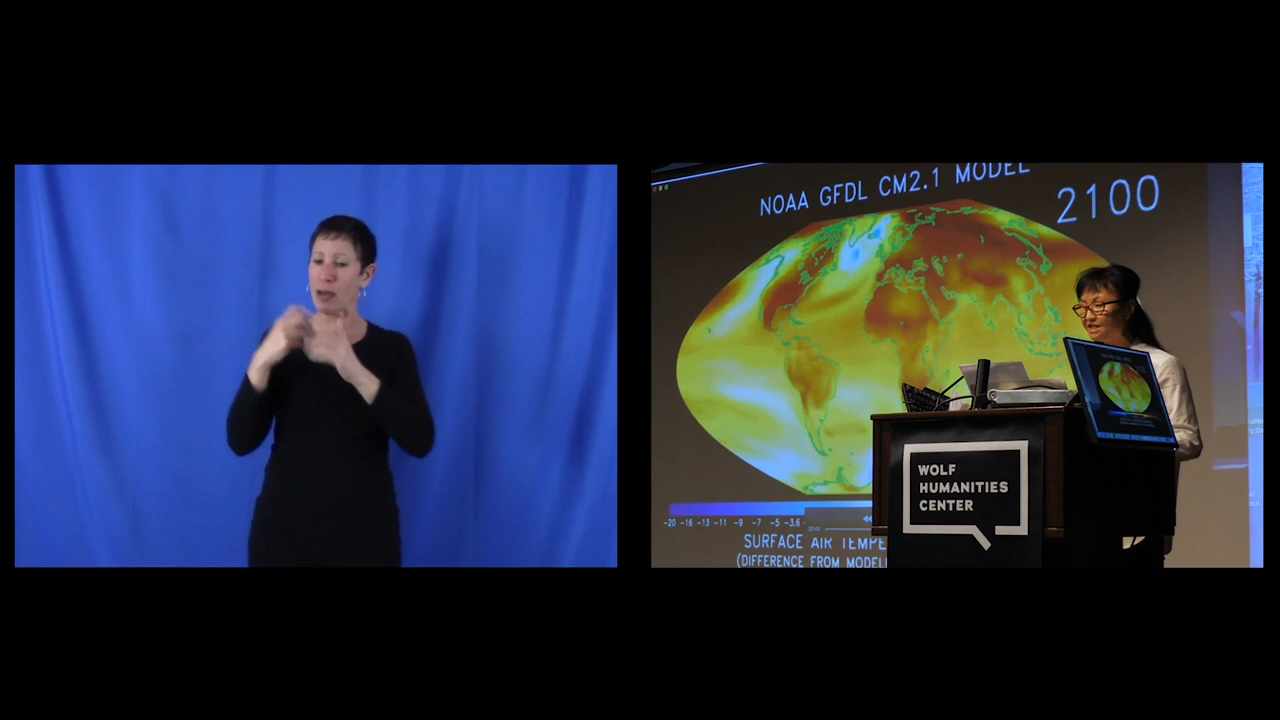 NOAA GFDL CM2.1 MODEL
2100
-20 -16 -13 -11 -9 -7 -5 -3.6
SURFACE AIR TEMPE
(DIFFERENCE FROM MODEL
WOLF
HUMANITIES
CENTER